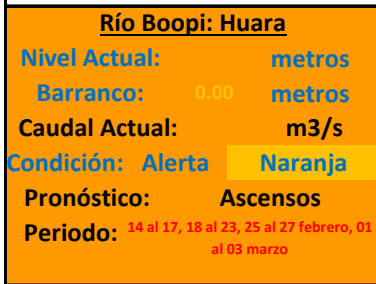 Río Boopi: Huara
Nivel Actual: metros
Barranco: 0.00 metros
Caudal Actual: m3/s
Condición: Alerta Naranja
Pronóstico: Ascensos
Periodo: 14 al 17, 18 al 23, 25 al 27 febrero, 01
al 03 marzo